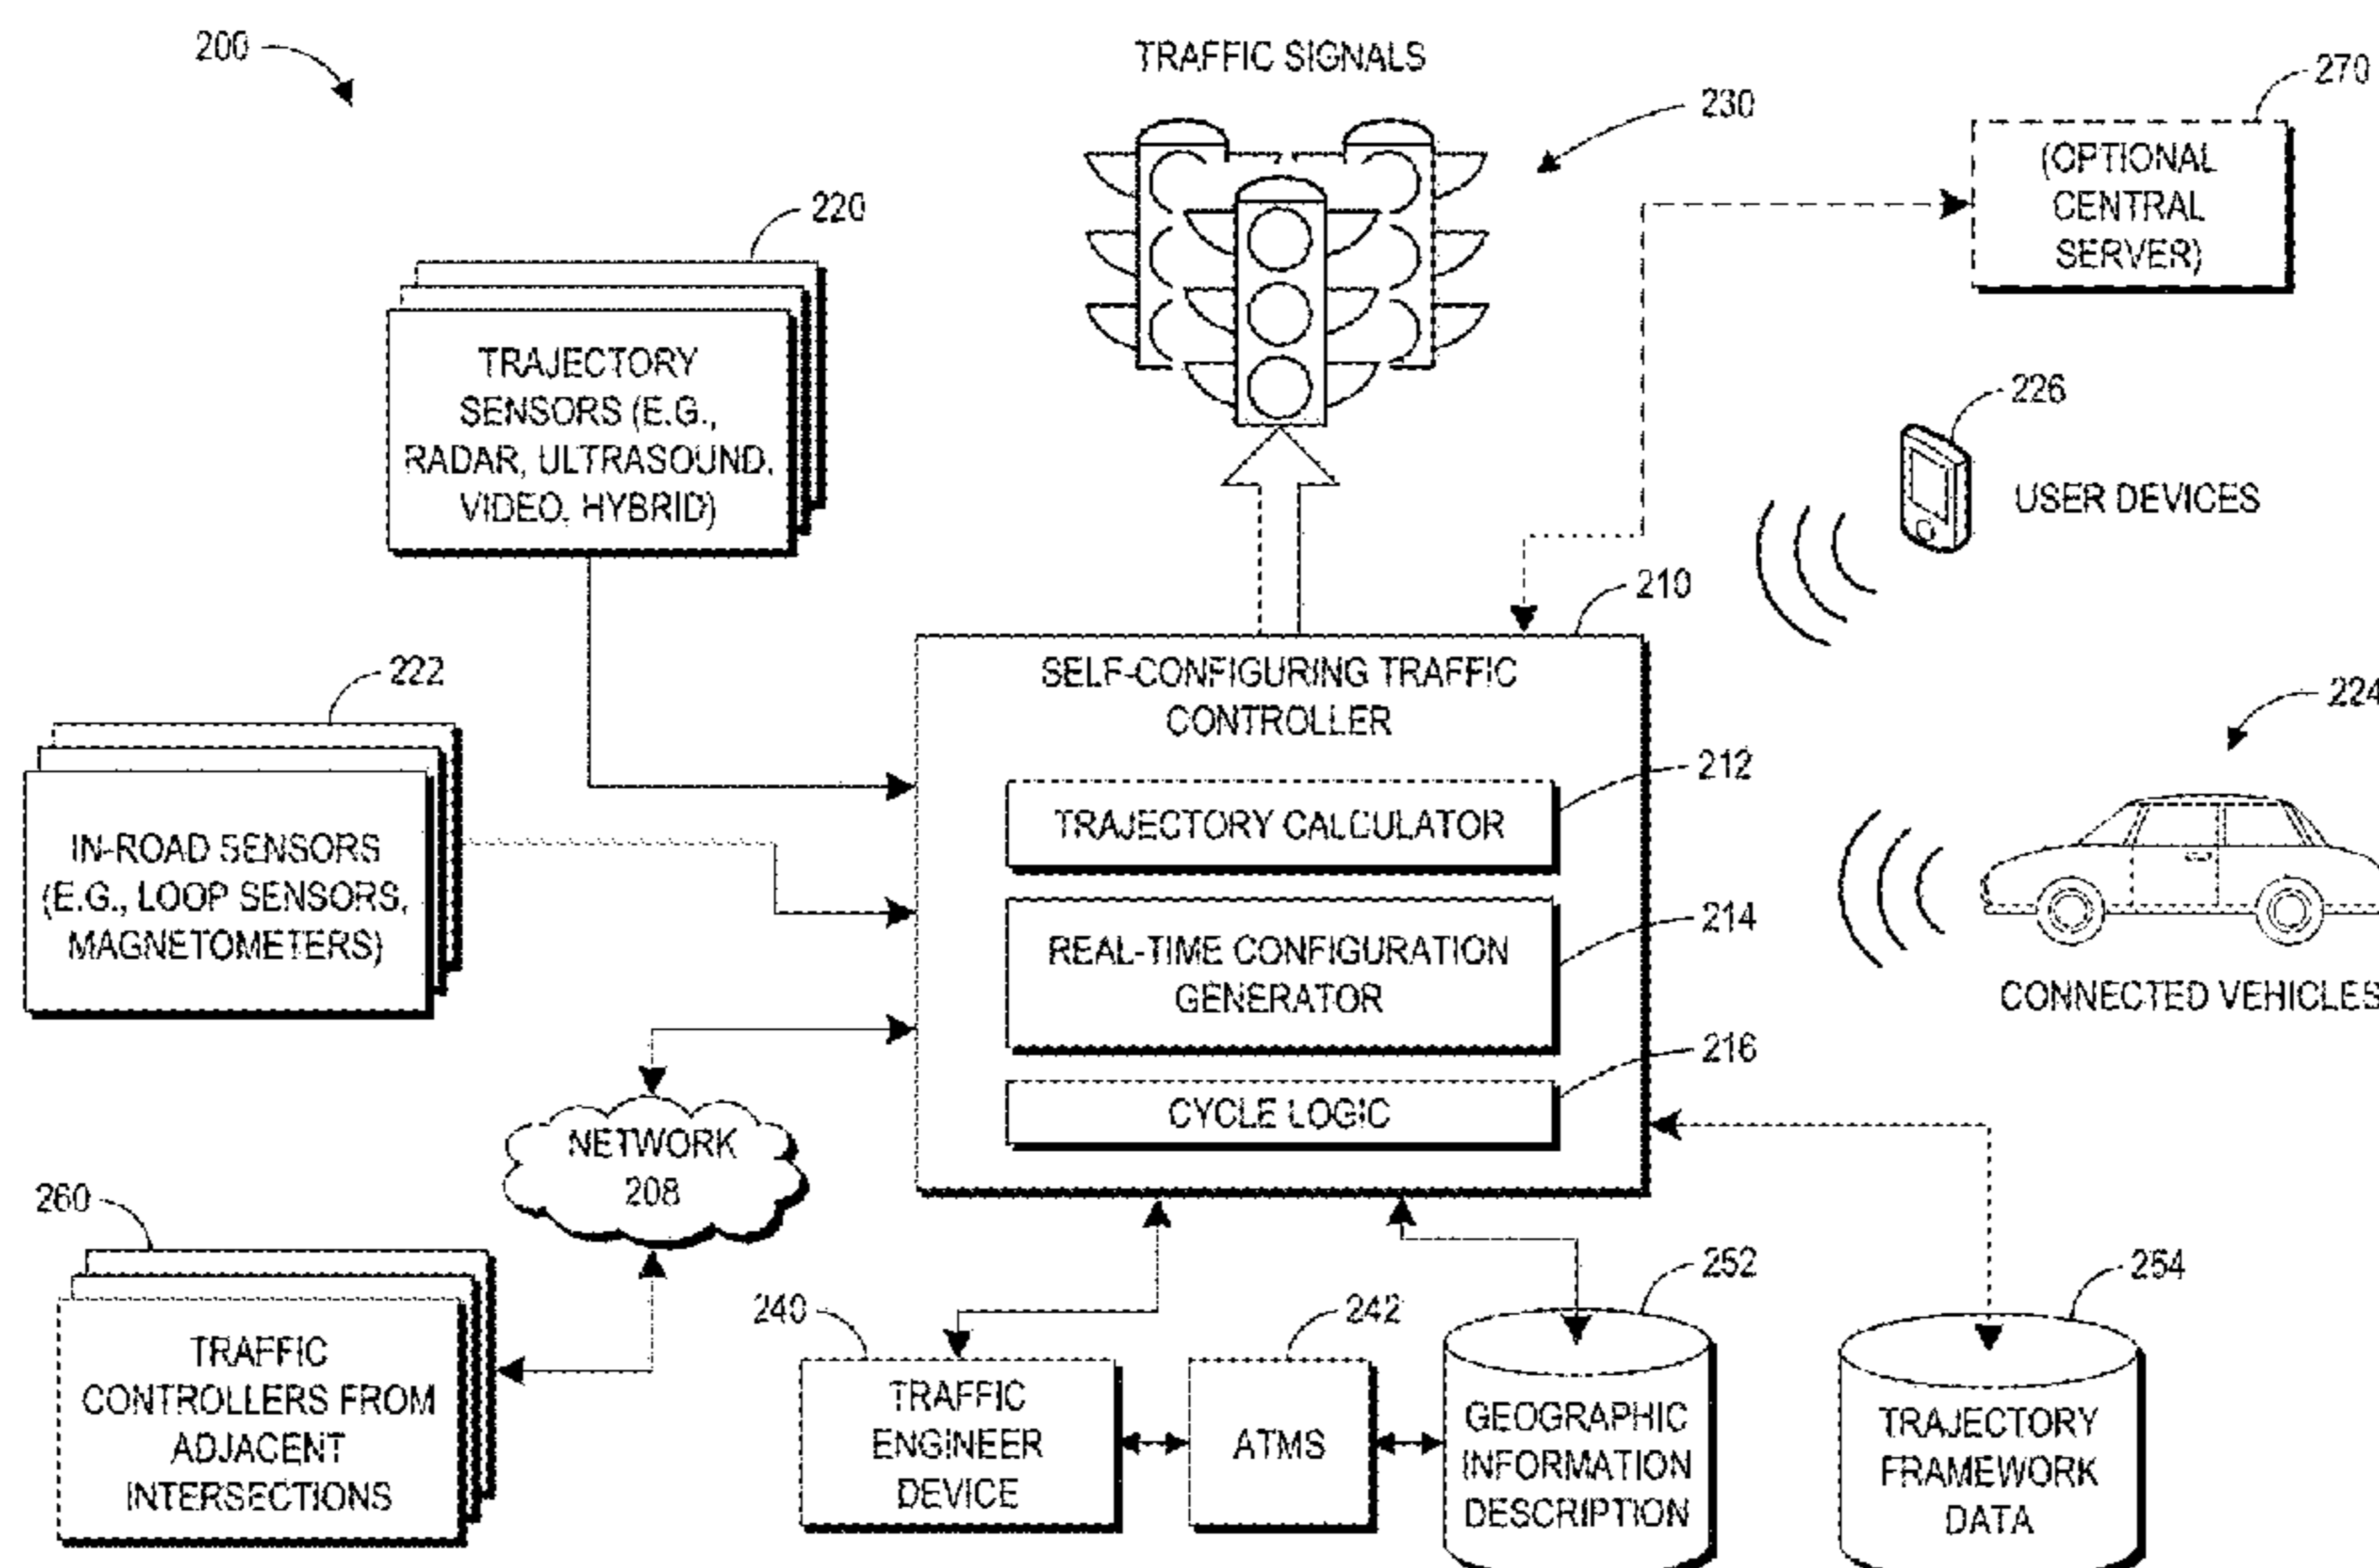 200
TRAFFIC SIGNALS
230
270
(OPTIONAL
CENTRAL
SERVER)
220
TRAJECTORY
SENSORS (E.G.,
RADAR, ULTRASOUND,
VIDEO, HYBRID)
226
USER DEVICES
210
SELF-CONFIGURING TRAFFIC
CONTROLLER
222
IN-ROAD SENSORS
(E.G., LOOP SENSORS,
MAGNETOMETERS)
212
TRAJECTORY CALCULATOR
214
REAL-TIME CONFIGURATION
GENERATOR
216
CYCLE LOGIC
224
CONNECTED VEHICLES
NETWORK
208
260
TRAFFIC
CONTROLLERS FROM
ADJACENT
INTERSECTIONS
240
TRAFFIC
ENGINEER
DEVICE
242
ATMS
252
GEOGRAPHIC
INFORMATION
DESCRIPTION
254
TRAJECTORY
FRAMEWORK
DATA